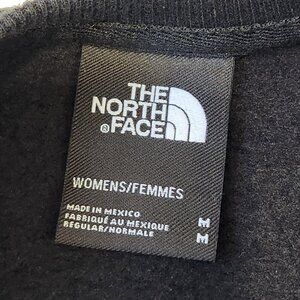 THE
NORTH
®FACE
WOMENS/FEMMES
MADE IN MEXICO
FABRIQUÉ AU MEXIQUE
REGULAR/NORMALE
M
M